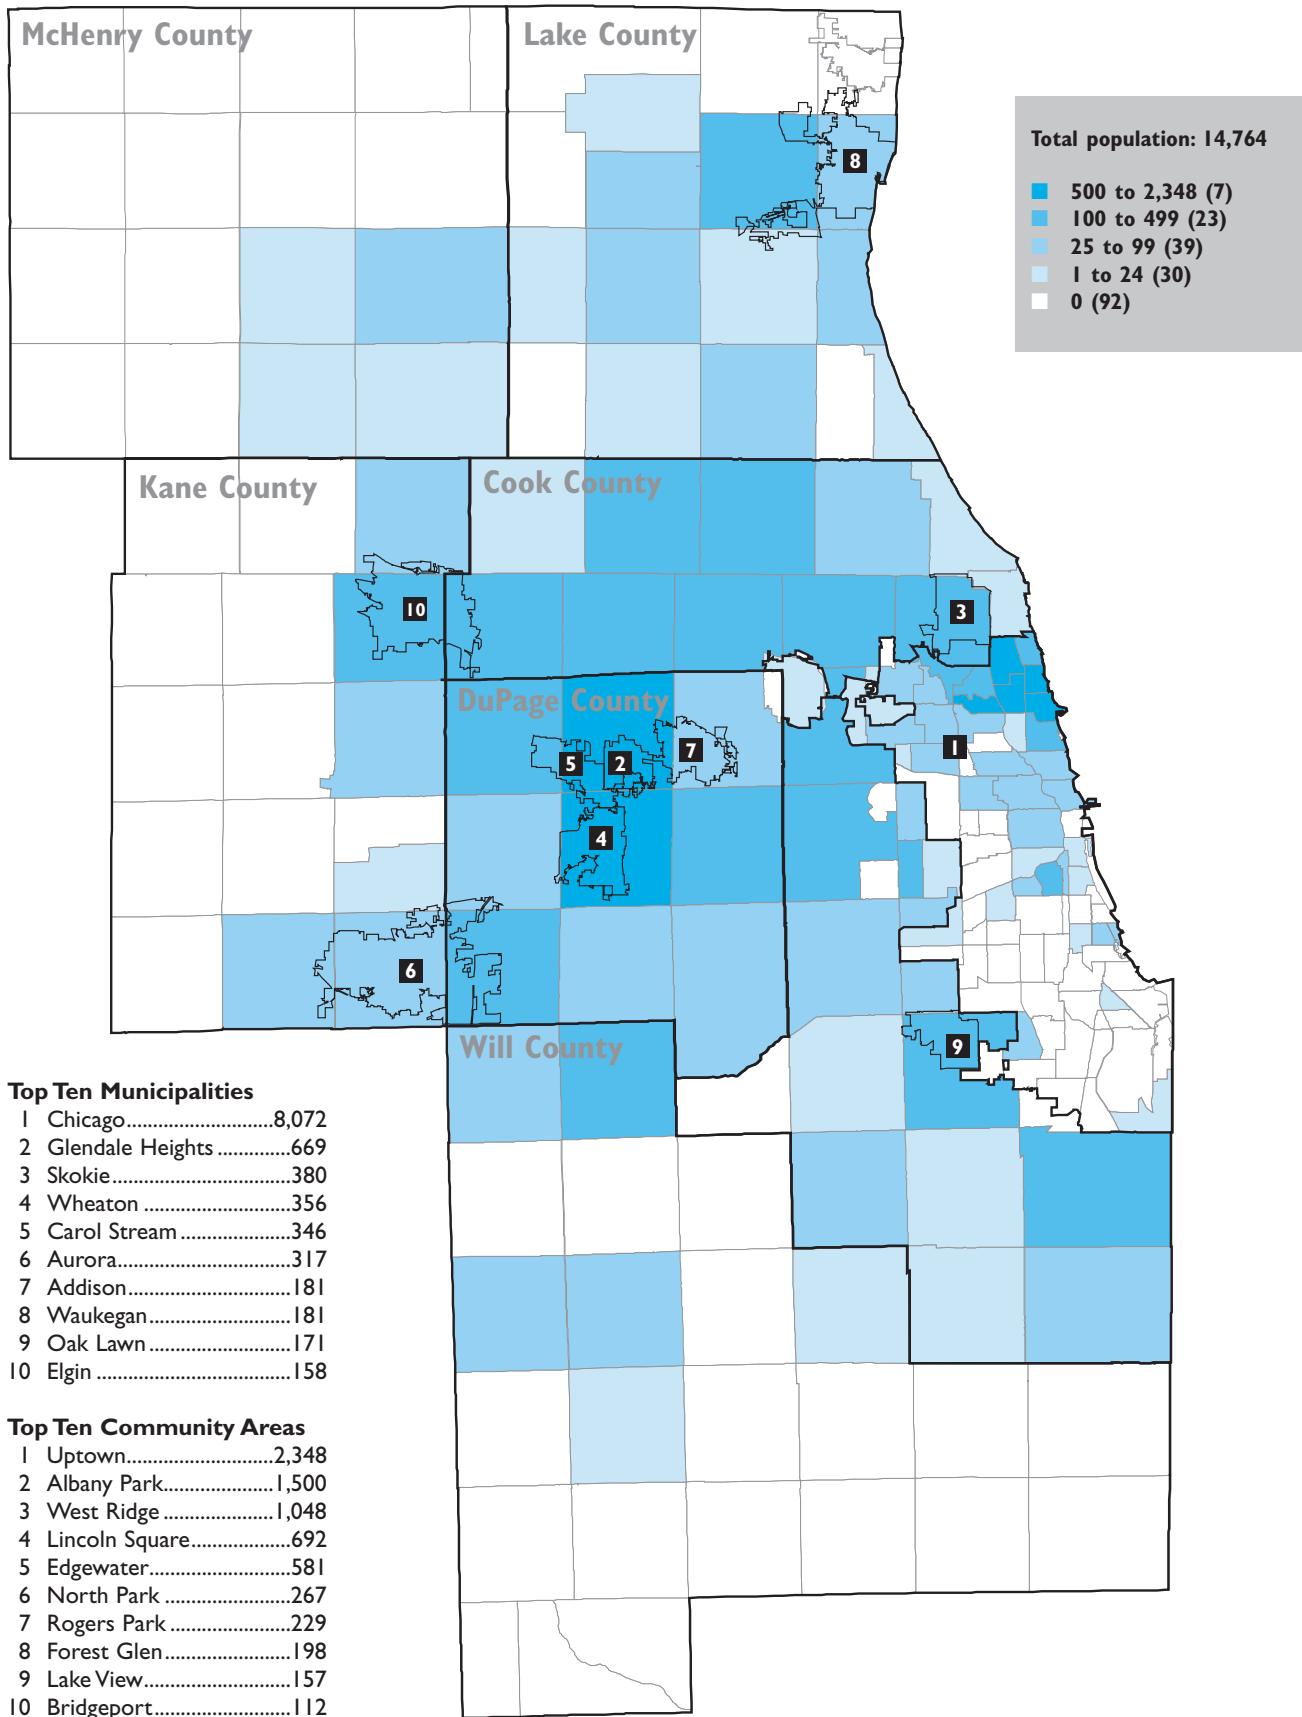 McHenry County
Lake County
Total population: 14,764
500 to 2,348 (7)
100 to 499 (23)
25 to 99 (39)
1 to 24 (30)
0 (92)
8
Kane County
Cook County
10
3
DuPage County
1
7
5
2
4
6
Will County
9
Top Ten Municipalities
1 Chicago............................8,072
2 Glendale Heights ..............669
3 Skokie..................................380
4 Wheaton ............................356
5 Carol Stream .....................346
6 Aurora.................................317
7 Addison...............................181
8 Waukegan...........................181
9 Oak Lawn ...........................171
10 Elgin .....................................158
Top Ten Community Areas
1 Uptown............................2,348
2 Albany Park.....................1,500
3 West Ridge .....................1,048
4 Lincoln Square...................692
5 Edgewater...........................581
6 North Park .........................267
7 Rogers Park .......................229
8 Forest Glen........................198
9 Lake View............................157
10 Bridgeport..........................112